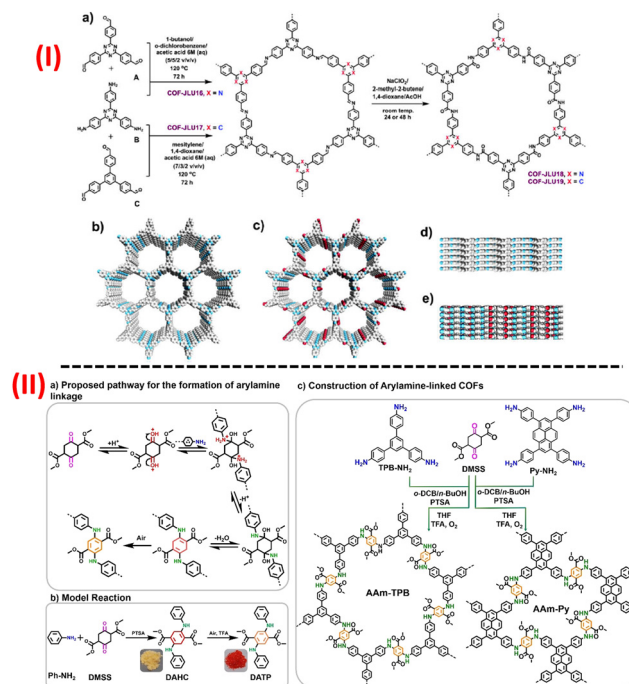 (I)
a)
1-butanol/
o-dichlorobenzene/
acetic acid 6M (aq)
(5/5/2 v/v/v)
120 ºC
72 h
A
+
COF-JLU16, X = N
COF-JLU17, X = C
B
+
mesitylene/
1,4-dioxane/
acetic acid 6M (aq)
(7/3/2 v/v/v)
120 ºC
72 h
C
NaClO2/
2-methyl-2-butene/
1,4-dioxane/AcOH
room temp.
24 or 48 h
COF-JLU18, X = N
COF-JLU19, X = C
b)
c)
d)
e)
(II)
a) Proposed pathway for the formation of arylamine
linkage
+H+
-H+
-H2O
Air
b) Model Reaction
PTSA
Air, TFA
Ph-NH2
DMSS
DAHC
DATP
c) Construction of Arylamine-linked COFs
TPB-NH2
DMSS
Py-NH2
o-DCB/n-BuOH
PTSA
o-DCB/n-BuOH
PTSA
THF
TFA, O2
THF
TFA, O2
AAm-TPB
AAm-Py